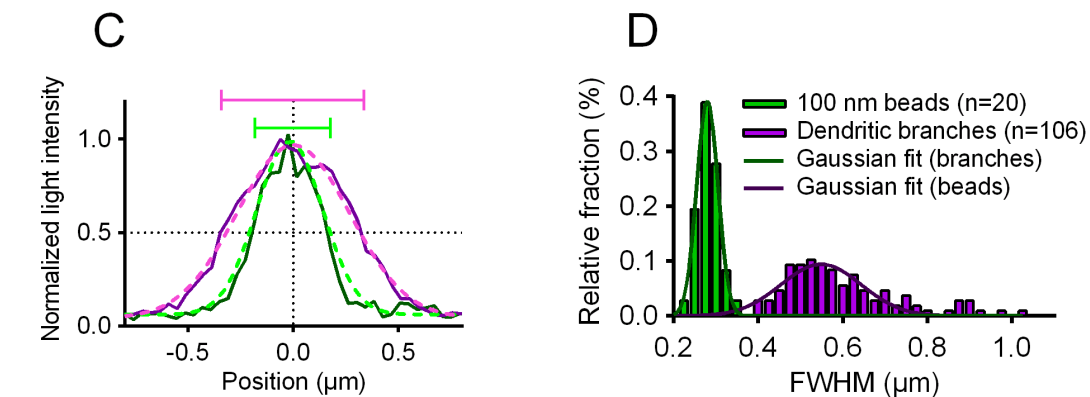 C
Normalized light intensity
1.0
0.5
0.0
-0.5
0.0
0.5
Position (µm)
D
Relative fraction (%)
0.4
0.3
0.2
0.1
0.0
100 nm beads (n=20)
Dendritic branches (n=106)
Gaussian fit (branches)
Gaussian fit (beads)
0.2
0.4
0.6
0.8
1.0
FWHM (µm)